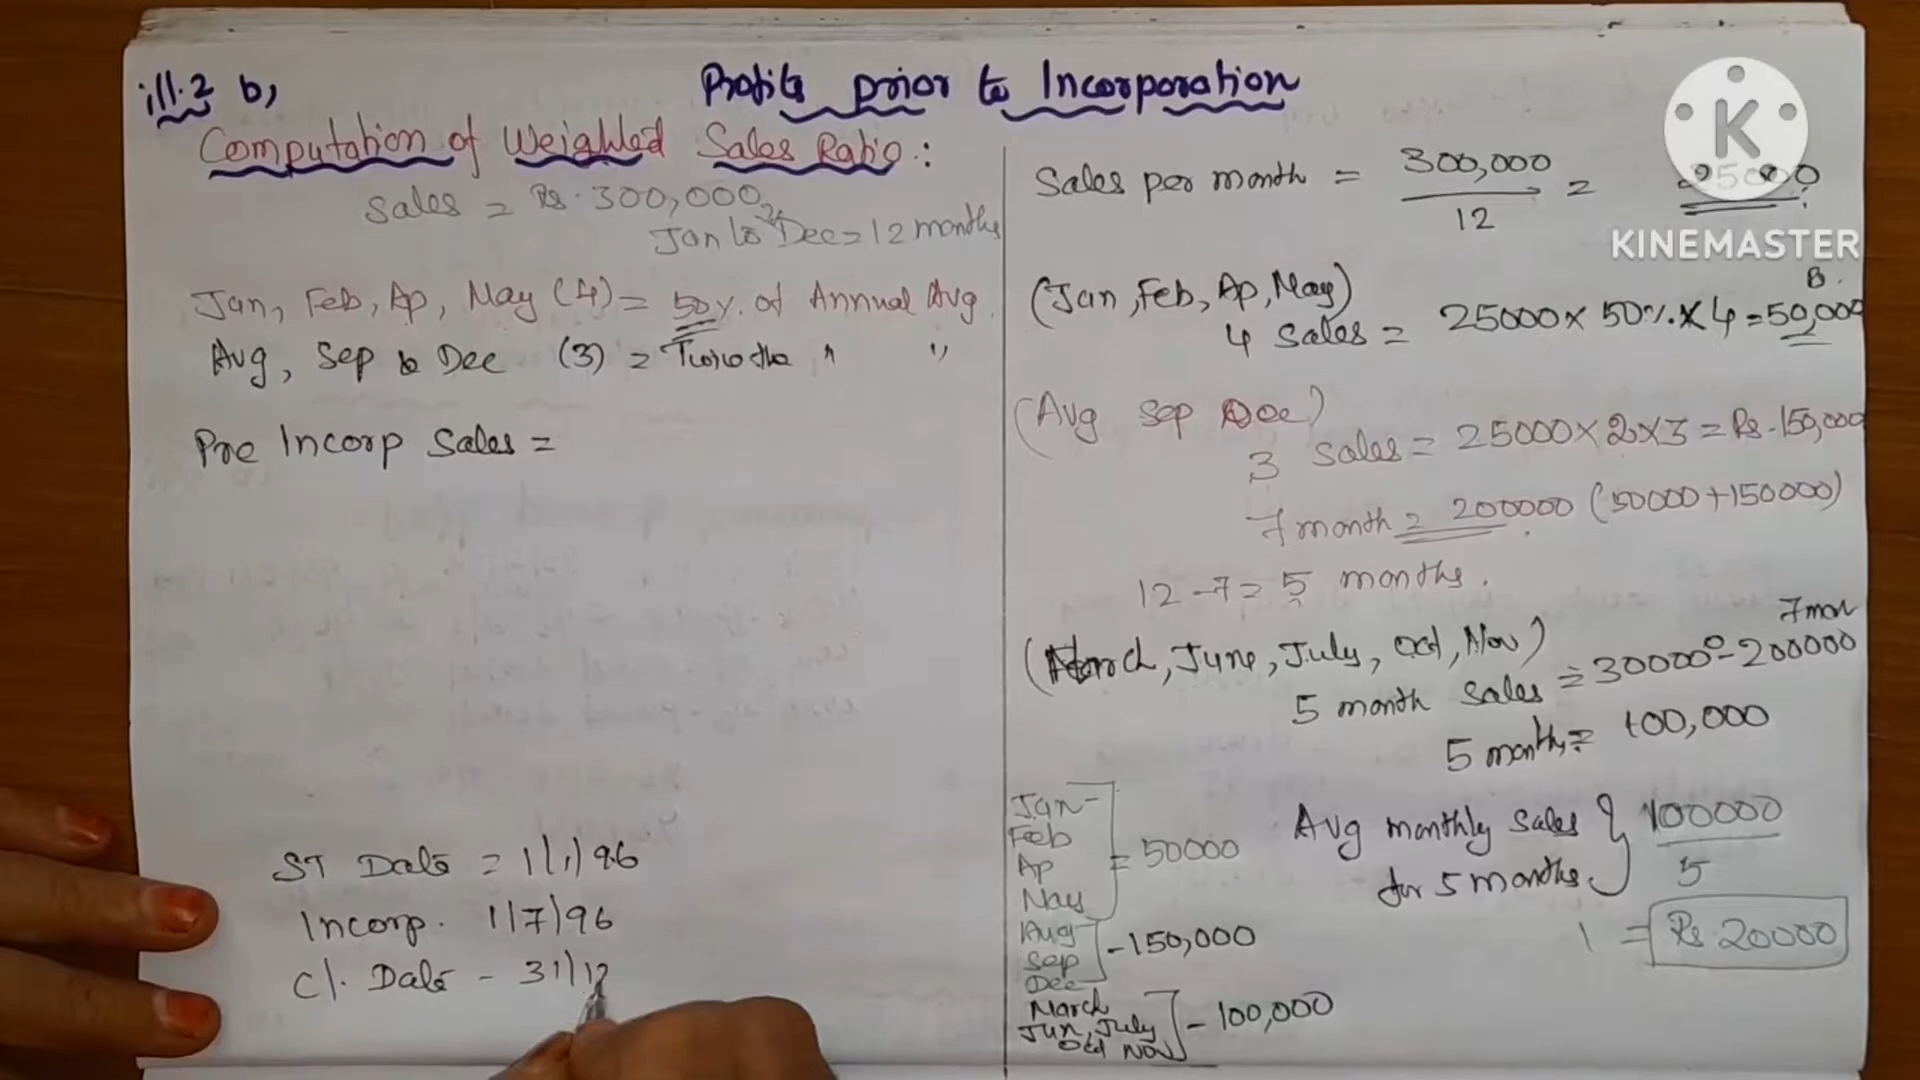 ill.2 b,
Profits prior to Incorporation
Computation of Weighted Sales Ratio:
Sales = Rs. 300,000
Jan to Dec = 12 months
Jan, Feb, Ap, May (4) = 50%. of Annual Avg.
Aug, Sep & Dec (3) = Twice the " "
Pre Incorp Sales =
ST Date = 1/1/96
Incorp. 1/7/96
Cl. Date - 31/12
Sales per month = 300,000 / 12 =
K
KINEMASTER
(Jan, Feb, Ap, May)
4 Sales = 25000 x 50% x 4 = 50,000
(Aug Sep Dec)
3 Sales = 25000 x 2 x 3 = Rs. 150,000
7 month = 200000 (50000 + 150000)
12 - 7 = 5 months.
(March, June, July, Oct, Nov)
7 mon
5 month Sales = 300000 - 200000
5 months = 100,000
Jan
Feb
Ap
May
= 50000
Aug
Sep
Dec
- 150,000
March
Jun, July
Oct Nov
- 100,000
Avg monthly Sales
for 5 months.
100000
5
= Rs. 20000